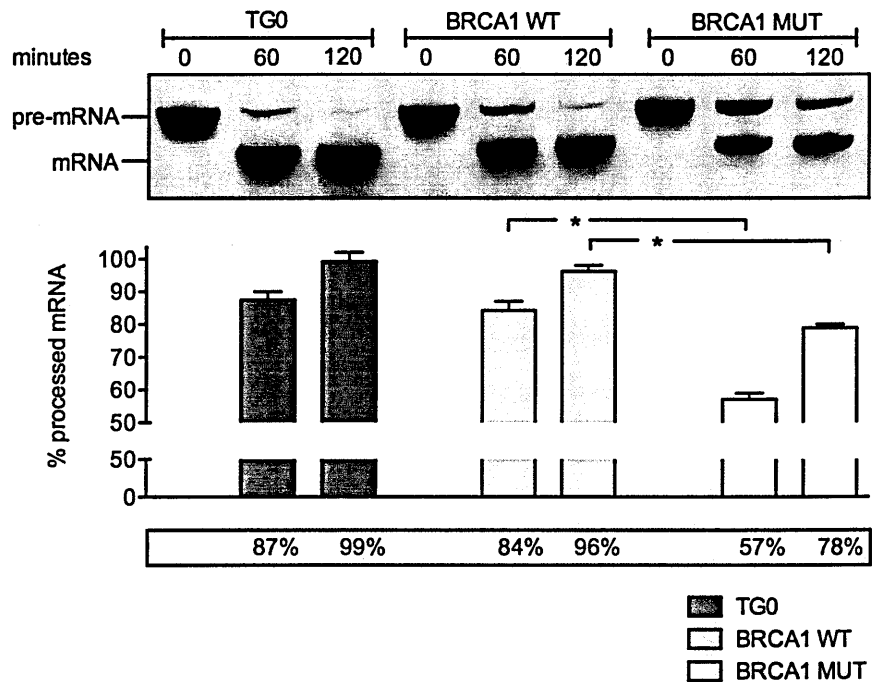 TG0 BRCA1 WT BRCA1 MUT
minutes 0 60 120 0 60 120 0 60 120
pre-mRNA
mRNA
* 
*
100
90
80
70
60
50
50
0
% processed mRNA
87% 99% 84% 96% 57% 78%
TG0
BRCA1 WT
BRCA1 MUT